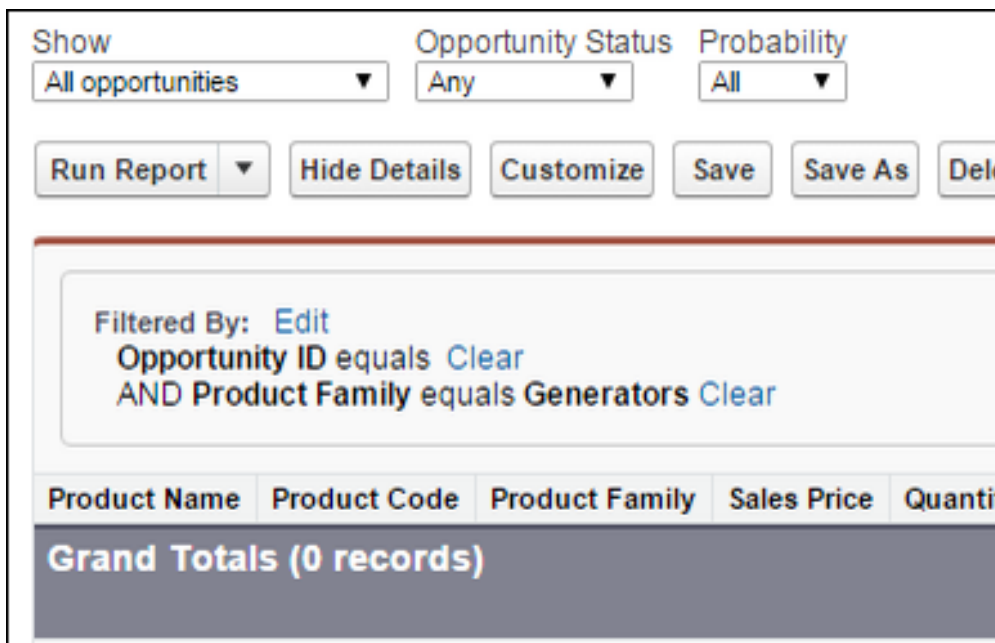 Show Opportunity Status Probability
All opportunities Any All
Run Report Hide Details Customize Save Save As
Filtered By: Edit
Opportunity ID equals Clear
AND Product Family equals Generators Clear
Product Name Product Code Product Family Sales Price
Grand Totals (0 records)